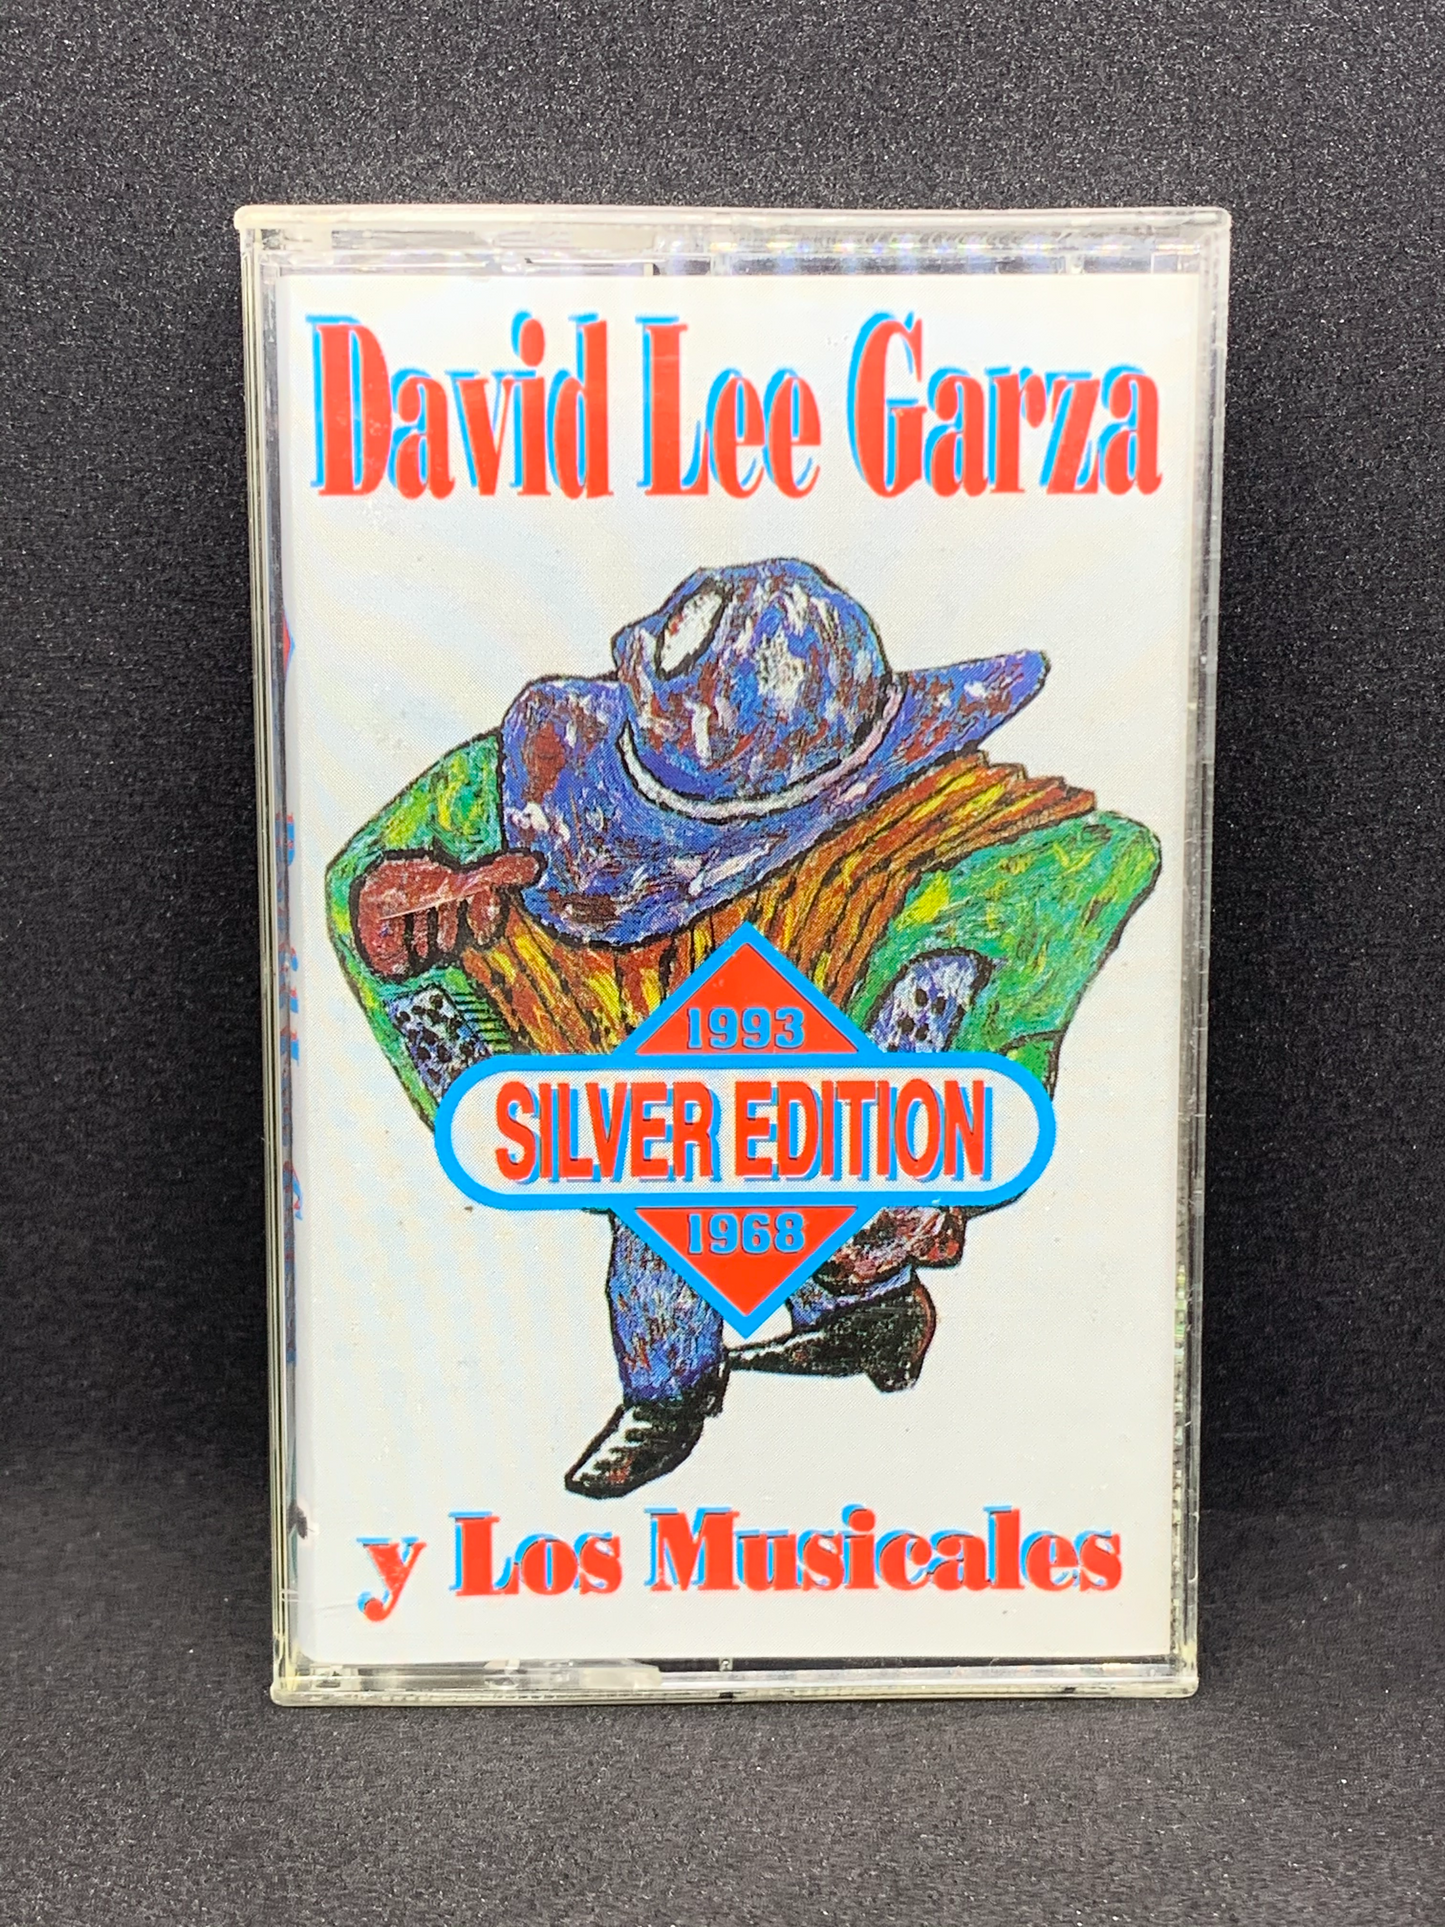 David Lee Garza
1993
SILVER EDITION
1968
y Los Musicales